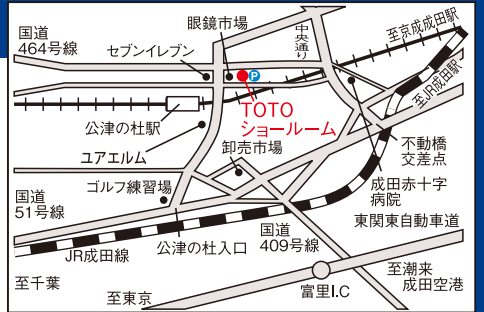 国道
464号線
眼鏡市場
セブンイレブン
中央通り
至京成成田駅
至JR成田駅
P
TOTO
ショールーム
公津の杜駅
ユアエルム
卸売市場
不動橋
交差点
成田赤十字
病院
ゴルフ練習場
国道
51号線
東関東自動車道
公津の杜入口
国道
409号線
JR成田線
至千葉
至東京
富里I.C
至潮来
成田空港